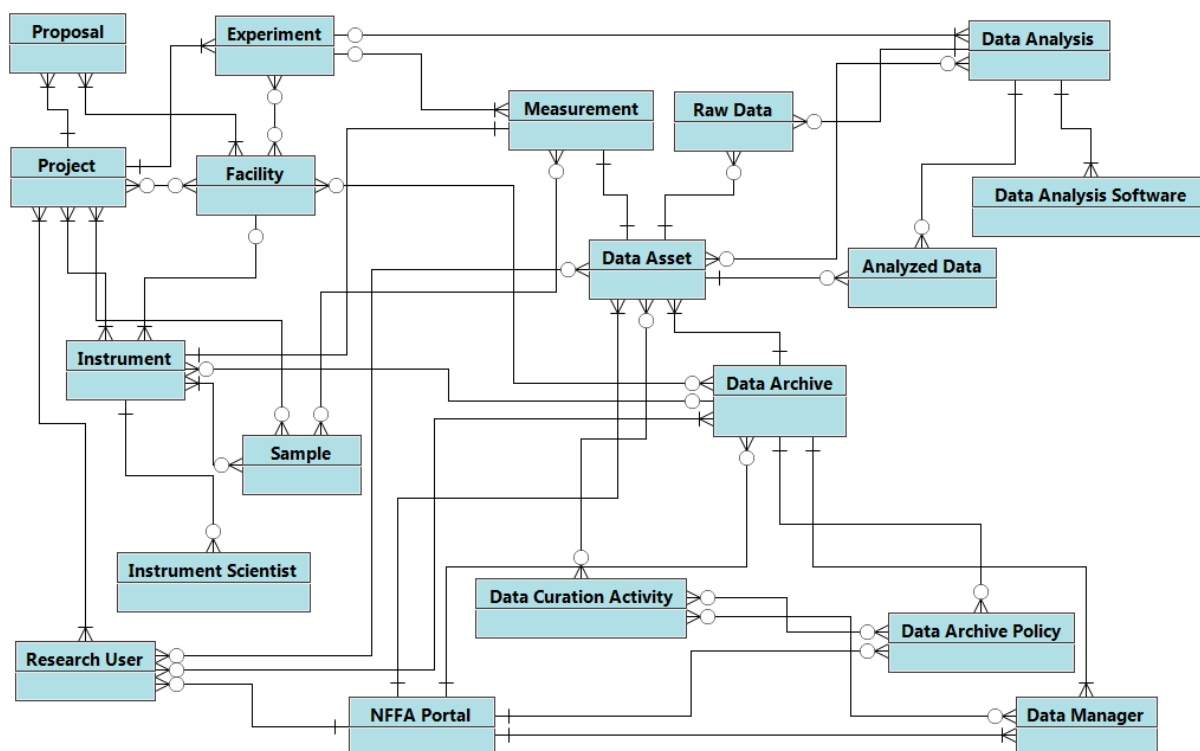 Proposal
Experiment
Data Analysis
Measurement
Raw Data
Project
Facility
Data Analysis Software
Data Asset
Analyzed Data
Instrument
Data Archive
Sample
Instrument Scientist
Data Curation Activity
Data Archive Policy
Research User
NFFA Portal
Data Manager